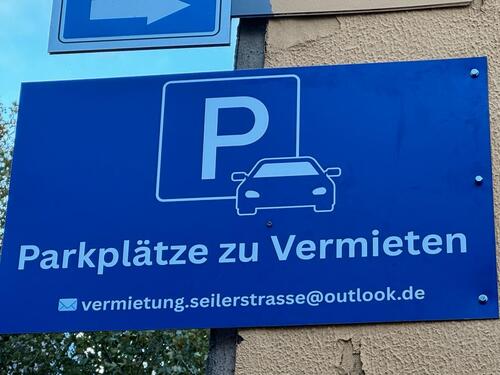 P
Parkplätze zu Vermieten
vermietung.seilerstrasse@outlook.de